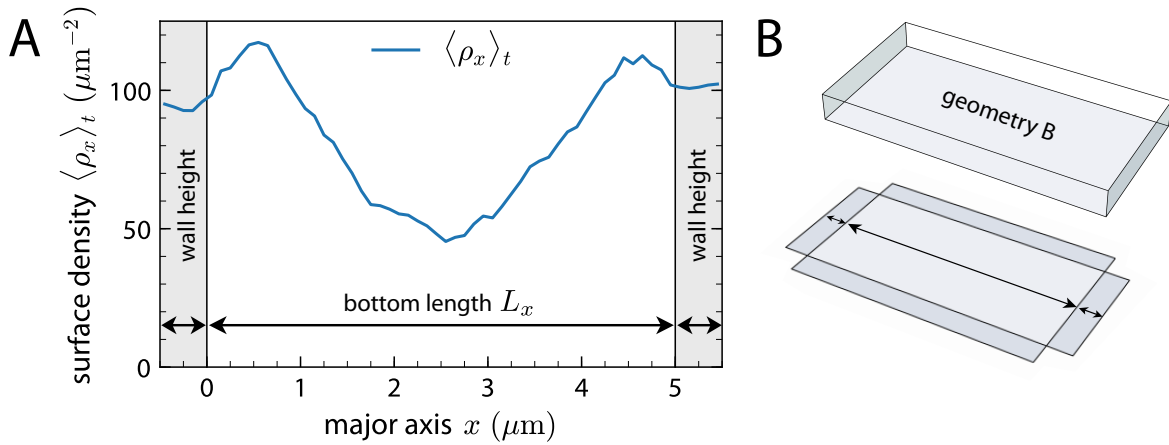 A
surface density ⟨ρx⟩t (μm−2)
100
50
0
⟨ρx⟩t
wall height
wall height
bottom length Lx
0 1 2 3 4 5
major axis x (μm)
B
geometry B